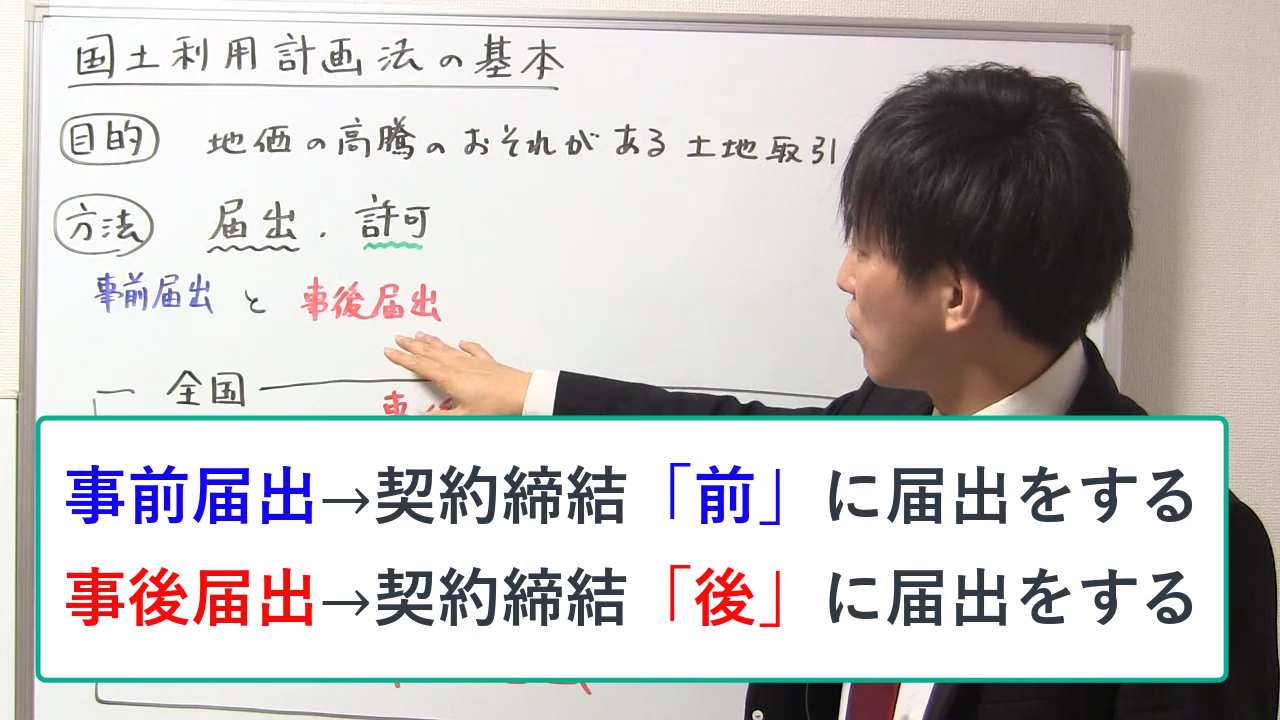 国土利用計画法の基本
目的 地価の高騰のおそれがある土地取引
方法 届出．許可
事前届出 と 事後届出
全国
事
事前届出→契約締結「前」に届出をする
事後届出→契約締結「後」に届出をする